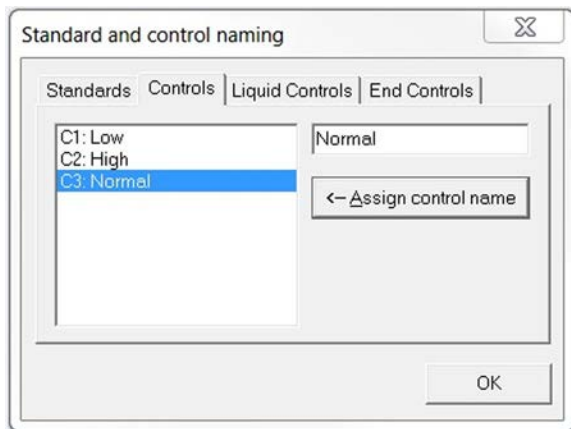 Standard and control naming
Standards
Controls
Liquid Controls
End Controls
C1: Low
C2: High
C3: Normal
Normal
<- Assign control name
OK